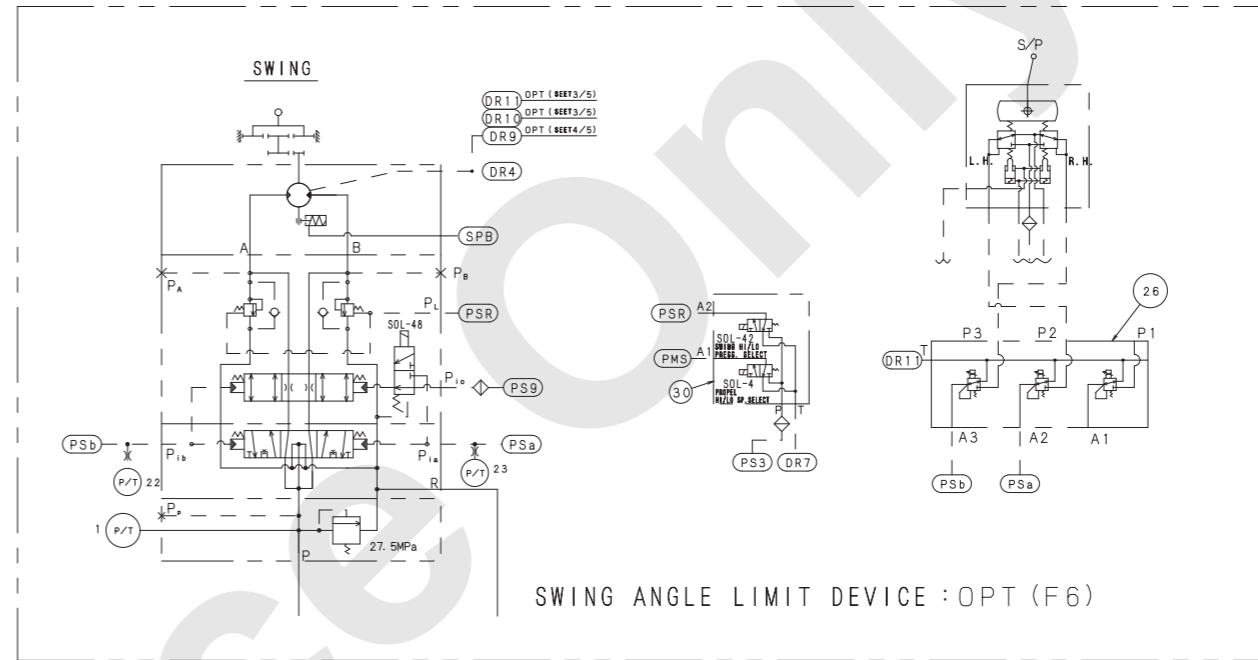 SWING
DR11 OPT (SEET3/5)
DR10 OPT (SEET3/5)
DR9 OPT (SEET4/5)
DR4
SPB
A
B
PA
PB
PL
PSR
SOL-48
Pic
PS9
PSb
Pib
PSa
Pia
P/T 22
P/T 23
R
PP
1 P/T
27.5MPa
P
PSR A2
SOL-42
SWING HI/LO
PRESS. SELECT
PMS A1
SOL-4
PROPEL
HI/LO SP.SELECT
30
P T
PS3
DR7
S/P
L.H.
R.H.
26
P3
P2
P1
DR11 T
A3
A2
A1
PSb
PSa
SWING ANGLE LIMIT DEVICE :OPT (F6)
se Only